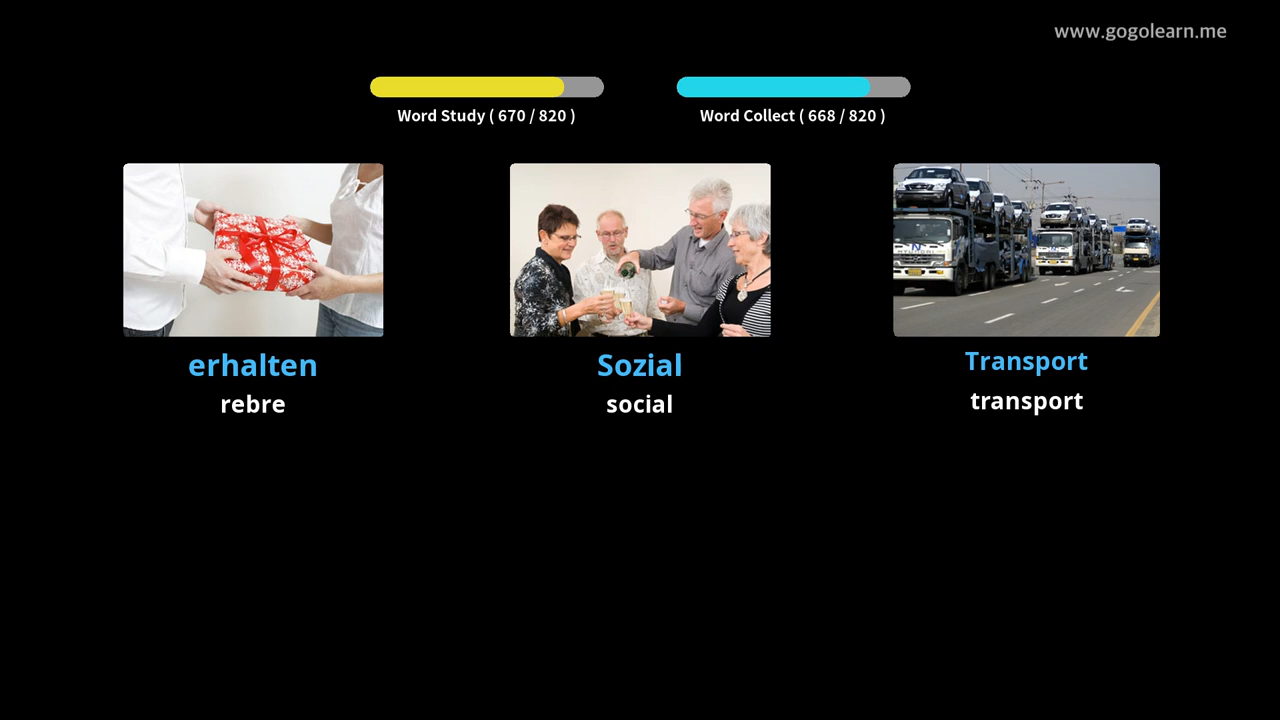 www.gogolearn.me
Word Study ( 670 / 820 )
Word Collect ( 668 / 820 )
erhalten
rebre
Sozial
social
Transport
transport